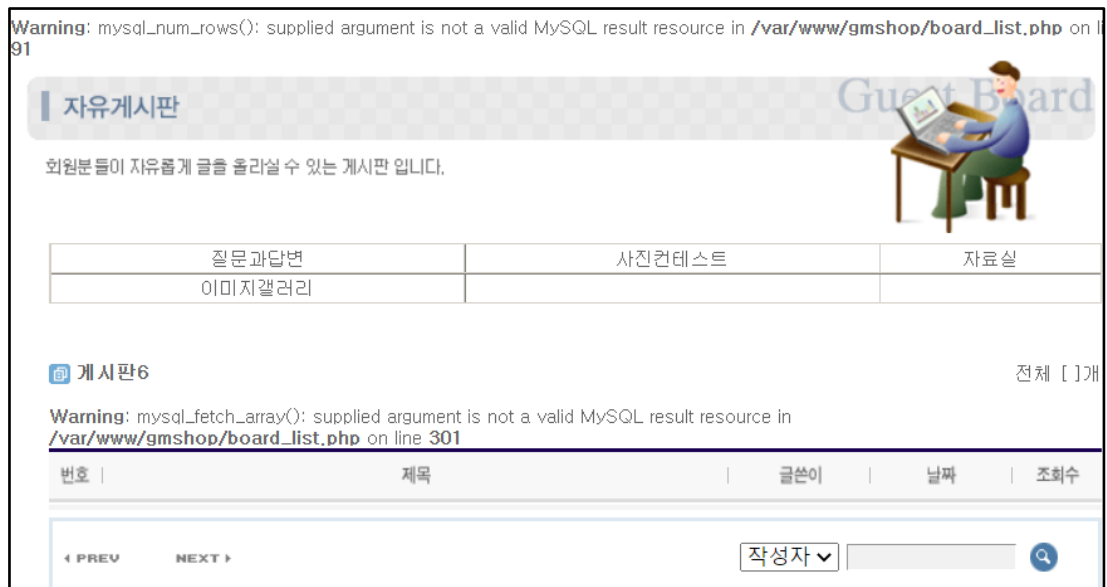 Warning: mysql_num_rows(): supplied argument is not a valid MySQL result resource in /var/www/gmshop/board_list.php on
91
자유게시판
Guest Board
회원분들이 자유롭게 글을 올리실 수 있는 게시판 입니다.
질문과답변 사진컨테스트 자료실
이미지갤러리
게시판6 전체 [ ]개
Warning: mysql_fetch_array(): supplied argument is not a valid MySQL result resource in
/var/www/gmshop/board_list.php on line 301
번호 제목 글쓴이 날짜 조회수
PREV NEXT 작성자